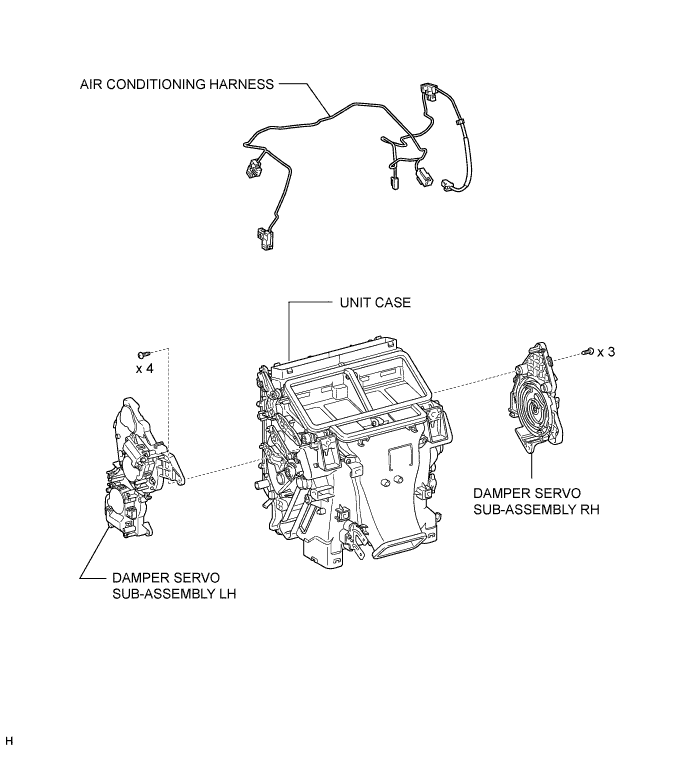 AIR CONDITIONING HARNESS
UNIT CASE
x 4
x 3
DAMPER SERVO
SUB-ASSEMBLY RH
DAMPER SERVO
SUB-ASSEMBLY LH
H